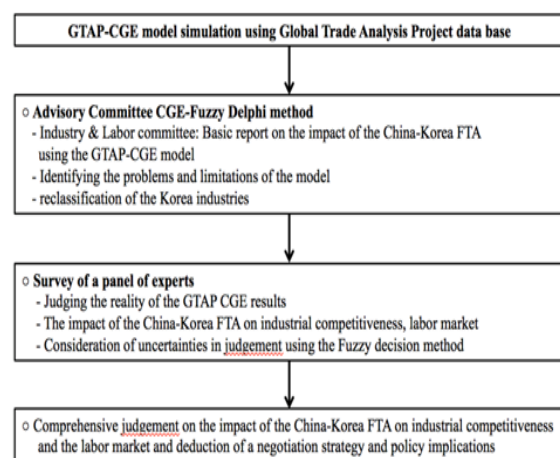 GTAP-CGE model simulation using Global Trade Analysis Project data base
○ Advisory Committee CGE-Fuzzy Delphi method
- Industry & Labor committee: Basic report on the impact of the China-Korea FTA
using the GTAP-CGE model
- Identifying the problems and limitations of the model
- reclassification of the Korea industries
○ Survey of a panel of experts
- Judging the reality of the GTAP CGE results
- The impact of the China-Korea FTA on industrial competitiveness, labor market
- Consideration of uncertainties in judgement using the Fuzzy decision method
○ Comprehensive judgement on the impact of the China-Korea FTA on industrial competitiveness
and the labor market and deduction of a negotiation strategy and policy implications